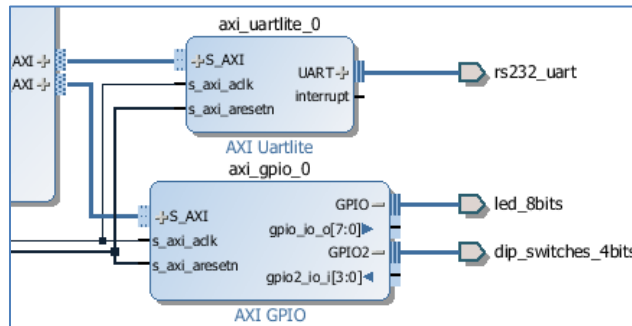 axi_uartlite_0
AXI
S_AXI
AXI
s_axi_aclk
s_axi_aresetn
UART
interrupt
rs232_uart
AXI Uartlite
axi_gpio_0
S_AXI
s_axi_aclk
s_axi_aresetn
GPIO
gpio_io_o[7:0]
GPIO2
gpio2_io_i[3:0]
led_8bits
dip_switches_4bits
AXI GPIO